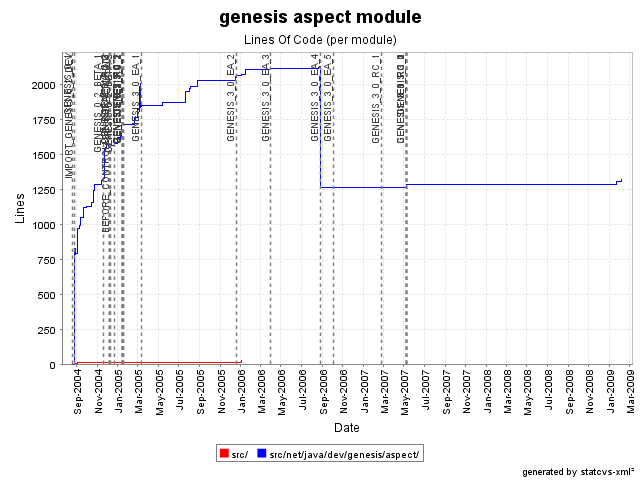 genesis aspect module
Lines Of Code (per module)
Lines
2000
1750
1500
1250
1000
750
500
250
0
GENESIS_3_0_EA_1
GENESIS_3_0_EA_2
GENESIS_3_0_EA_3
GENESIS_3_0_EA_4
GENESIS_3_0_EA_5
GENESIS_3_0_RC_1
Sep-2004
Nov-2004
Jan-2005
Mar-2005
May-2005
Jul-2005
Sep-2005
Nov-2005
Jan-2006
Mar-2006
May-2006
Jul-2006
Sep-2006
Nov-2006
Jan-2007
Mar-2007
May-2007
Jul-2007
Sep-2007
Nov-2007
Jan-2008
Mar-2008
May-2008
Jul-2008
Sep-2008
Nov-2008
Jan-2009
Mar-2009
Date
src/
src/net/java/dev/genesis/aspect/
generated by statcvs-xml²